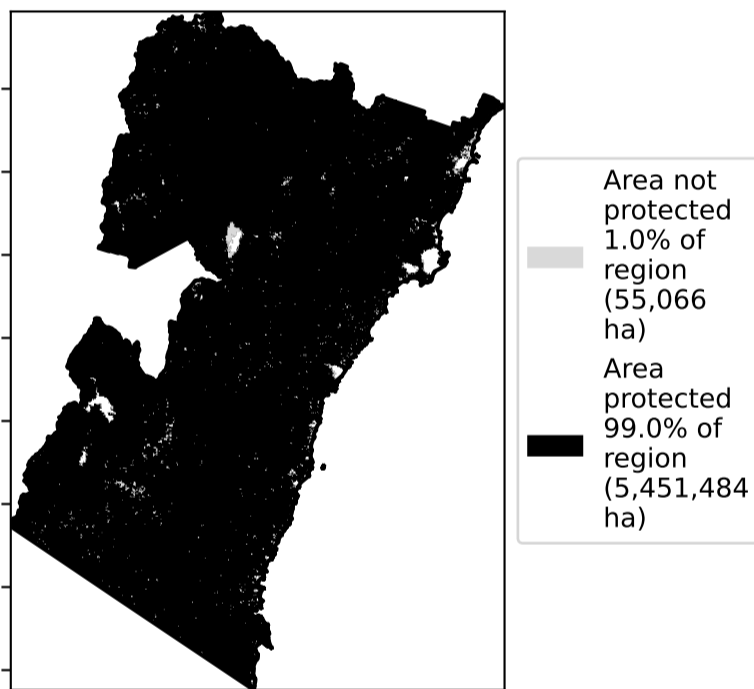 Area not
protected
1.0% of
region
(55,066
ha)
Area
protected
99.0% of
region
(5,451,484
ha)